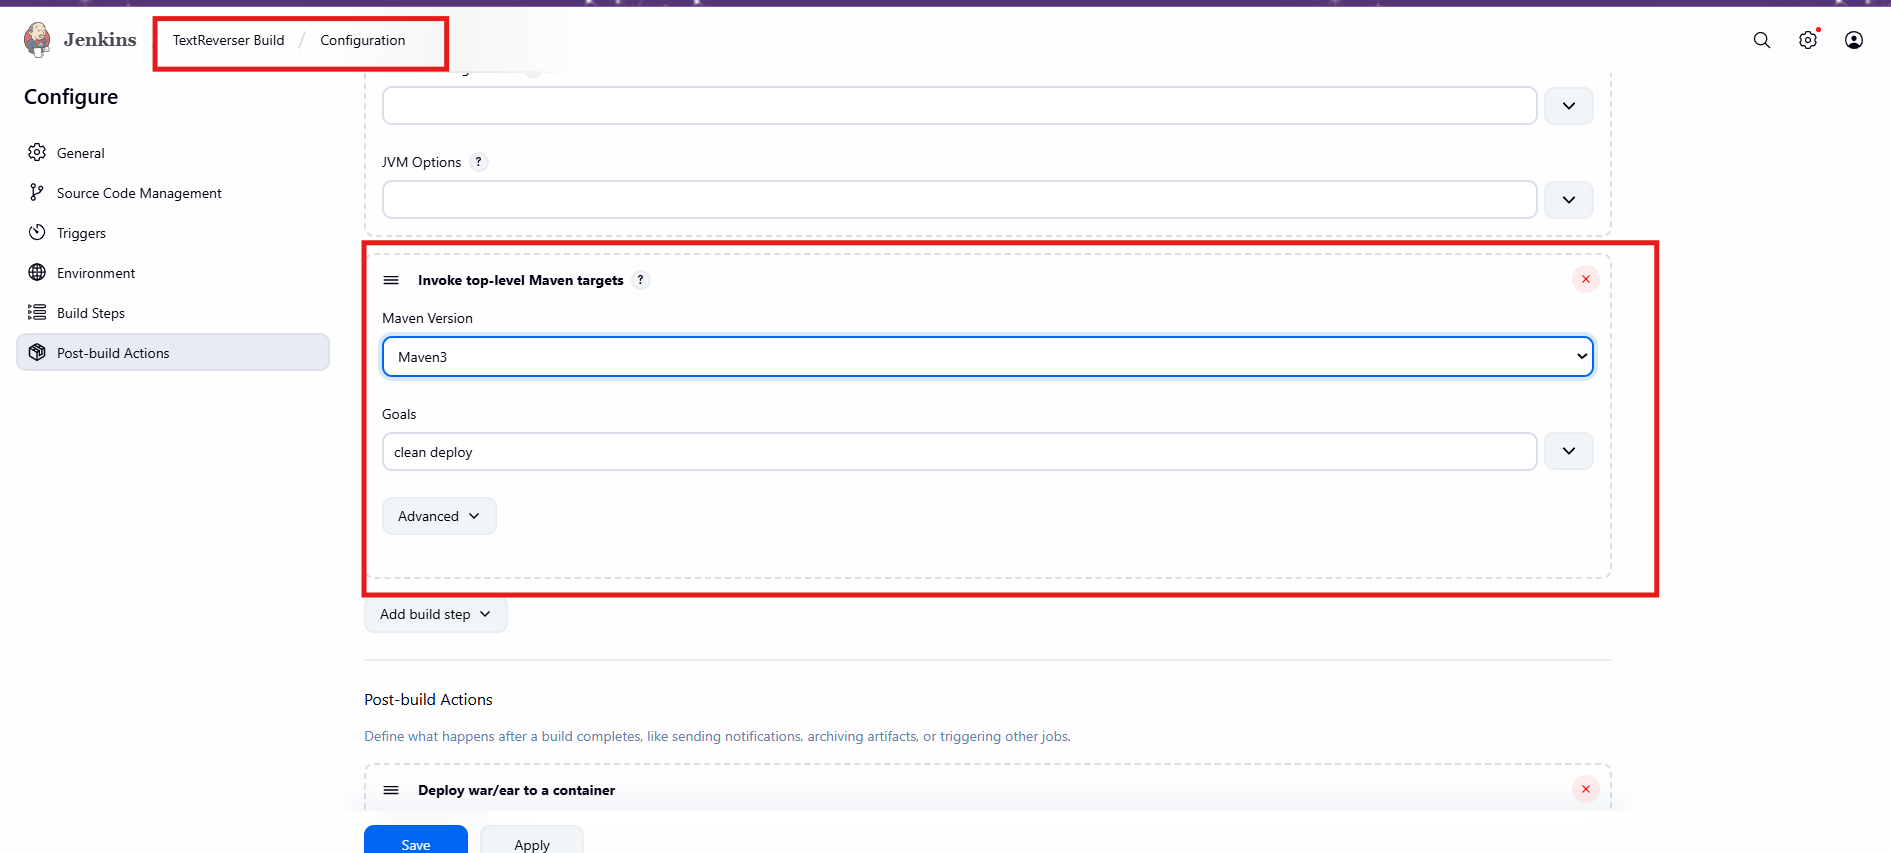 Jenkins
TextReverser Build / Configuration
Configure
General
Source Code Management
Triggers
Environment
Build Steps
Post-build Actions
JVM Options ?
Invoke top-level Maven targets ?
Maven Version
Maven3
Goals
clean deploy
Advanced
Add build step
Post-build Actions
Define what happens after a build completes, like sending notifications, archiving artifacts, or triggering other jobs.
Deploy war/ear to a container
Save
Apply